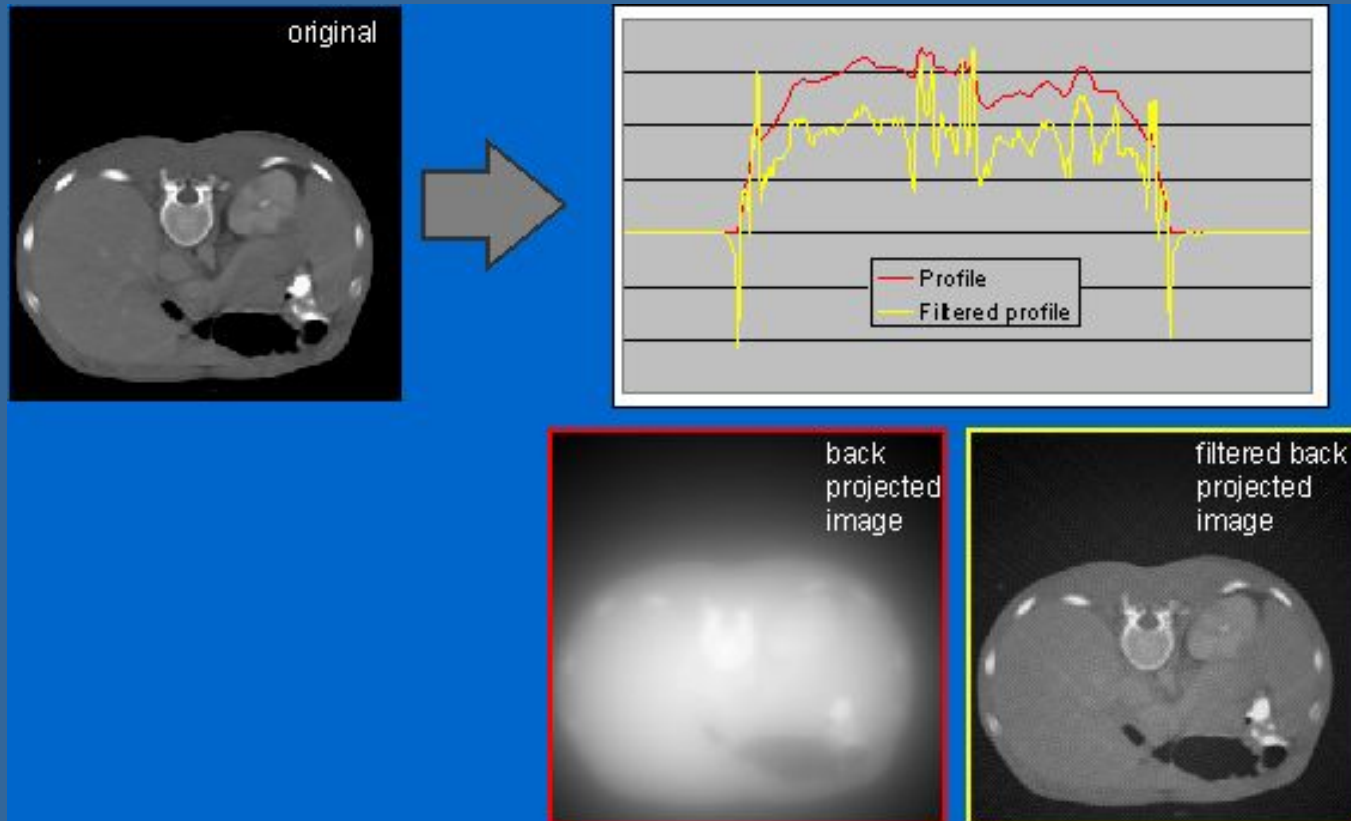 original
Profile
Filtered profile
back
projected
image
filtered back
projected
image